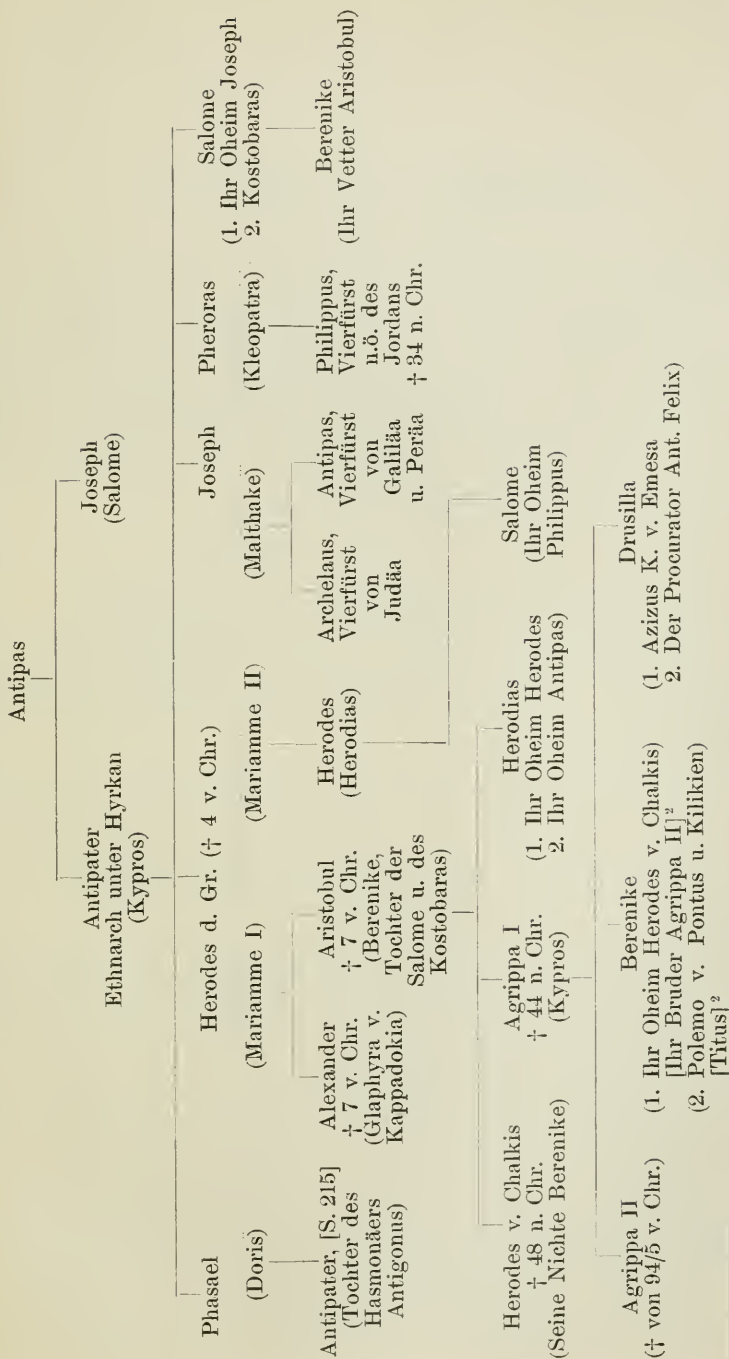 Antipas
Antipater
Ethnarch unter Hyrkan
(Kypros)
Joseph
(Salome)
Phasael
Herodes d. Gr. († 4 v. Chr.)
Joseph
Pheroras
Salome
(1. Ihr Oheim Joseph
2. Kostobaras)
(Doris)
(Mariamme I)
(Mariamme II)
(Malthake)
(Kleopatra)
Antipater, [S. 215]
(Tochter des
Hasmonäers
Antigonus)
Alexander
† 7 v. Chr.
(Glaphyra v.
Kappadokia)
Aristobul
† 7 v. Chr.
(Berenike,
Tochter der
Salome u. des
Kostobaras)
Herodes
(Herodias)
Archelaus,
Vierfürst
von
Judäa
Antipas,
Vierfürst
von
Galiläa
u. Peräa
Philippus,
Vierfürst
n.ö. des
Jordans
† 34 n. Chr.
Berenike
(Ihr Vetter Aristobul)
Herodes v. Chalkis
† 48 n. Chr.
(Seine Nichte Berenike)
Agrippa I
† 44 n. Chr.
(Kypros)
Herodias
(1. Ihr Oheim Herodes
2. Ihr Oheim Antipas)
Salome
(Ihr Oheim
Philippus)
Agrippa II
(† von 94/5 v. Chr.)
Berenike
(1. Ihr Oheim Herodes v. Chalkis)
[Ihr Bruder Agrippa II]²
(2. Polemo v. Pontus u. Kilikien)
[Titus]²
Drusilla
(1. Azizus K. v. Emesa
2. Der Procurator Ant. Felix)